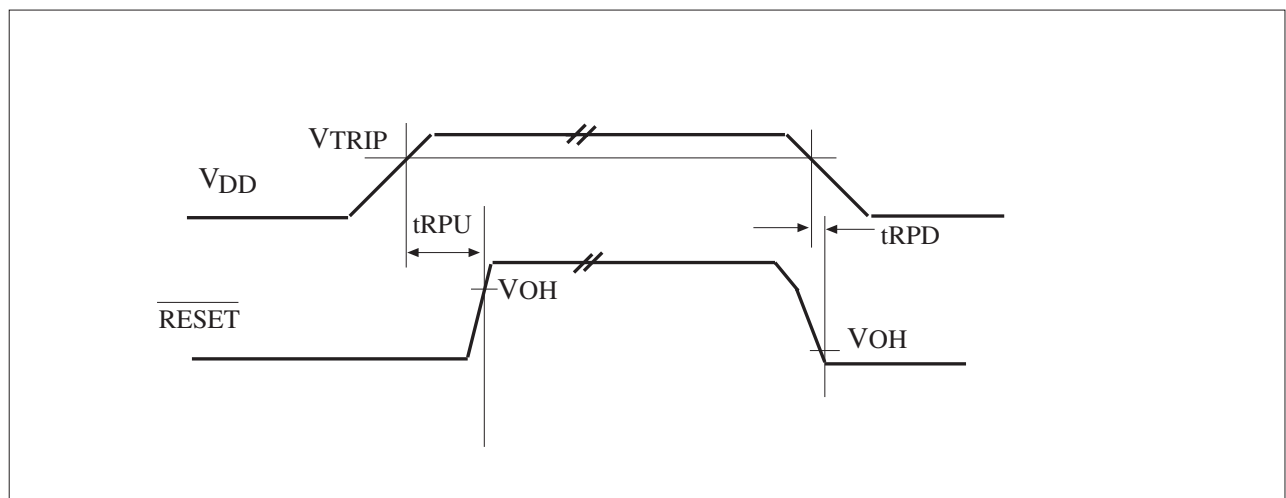 VTRIP
VDD
tRPU
tRPD
VOH
RESET
VOH